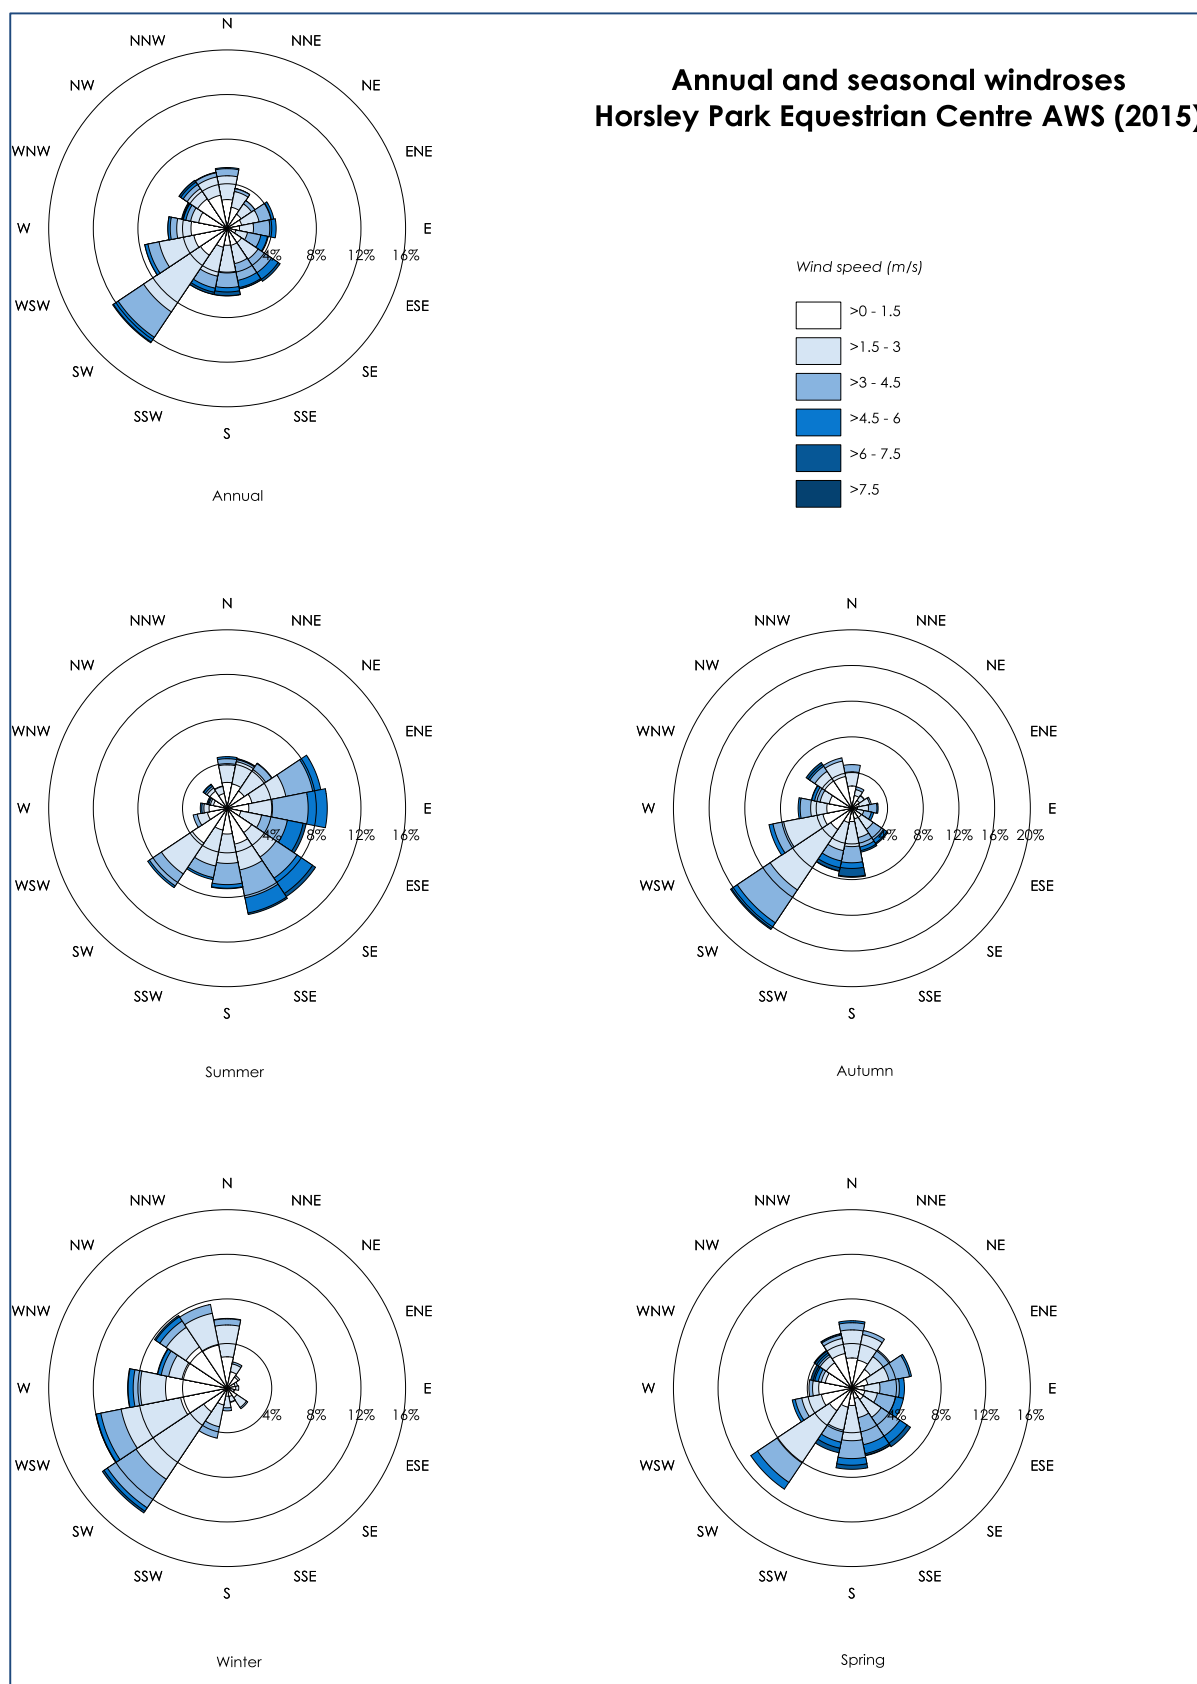 Annual and seasonal windroses
Horsley Park Equestrian Centre AWS (2015)
N
NNW NNE
NW NE
WNW ENE
W E
4% 8% 12% 16%
WSW ESE
SW SE
SSW SSE
S
Annual
Wind speed (m/s)
>0 - 1.5
>1.5 - 3
>3 - 4.5
>4.5 - 6
>6 - 7.5
>7.5
N
NNW NNE
NW NE
WNW ENE
W E
4% 8% 12% 16%
WSW ESE
SW SE
SSW SSE
S
Summer
N
NNW NNE
NW NE
WNW ENE
W E
4% 8% 12% 16% 20%
WSW ESE
SW SE
SSW SSE
S
Autumn
N
NNW NNE
NW NE
WNW ENE
W E
4% 8% 12% 16%
WSW ESE
SW SE
SSW SSE
S
Winter
N
NNW NNE
NW NE
WNW ENE
W E
4% 8% 12% 16%
WSW ESE
SW SE
SSW SSE
S
Spring